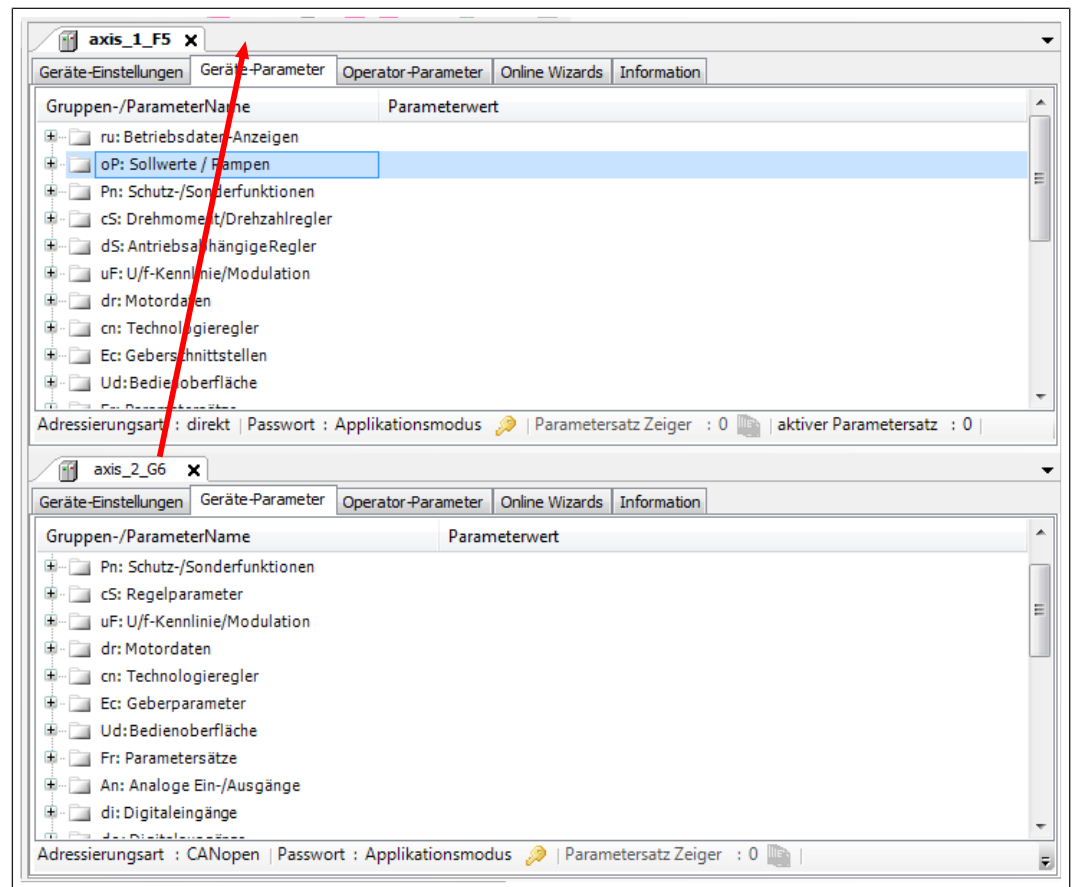 axis_1_F5
Geräte-Einstellungen Geräte-Parameter Operator-Parameter Online Wizards Information
Gruppen-/ParameterName Parameterwert
ru: Betriebsdaten-Anzeigen
oP: Sollwerte / Rampen
Pn: Schutz-/Sonderfunktionen
cS: Drehmoment/Drehzahlregler
dS: AntriebsabhängigeRegler
uF: U/f-Kennlinie/Modulation
dr: Motordaten
cn: Technologieregler
Ec: Geberschnittstellen
Ud:Bedienoberfläche
Adressierungsart : direkt | Passwort : Applikationsmodus | Parametersatz Zeiger : 0 | aktiver Parametersatz : 0 |
axis_2_G6
Geräte-Einstellungen Geräte-Parameter Operator-Parameter Online Wizards Information
Gruppen-/ParameterName Parameterwert
Pn: Schutz-/Sonderfunktionen
cS: Regelparameter
uF: U/f-Kennlinie/Modulation
dr: Motordaten
cn: Technologieregler
Ec: Geberparameter
Ud:Bedienoberfläche
Fr: Parametersätze
An: Analoge Ein-/Ausgänge
di: Digitaleingänge
Adressierungsart : CANopen | Passwort : Applikationsmodus | Parametersatz Zeiger : 0 |